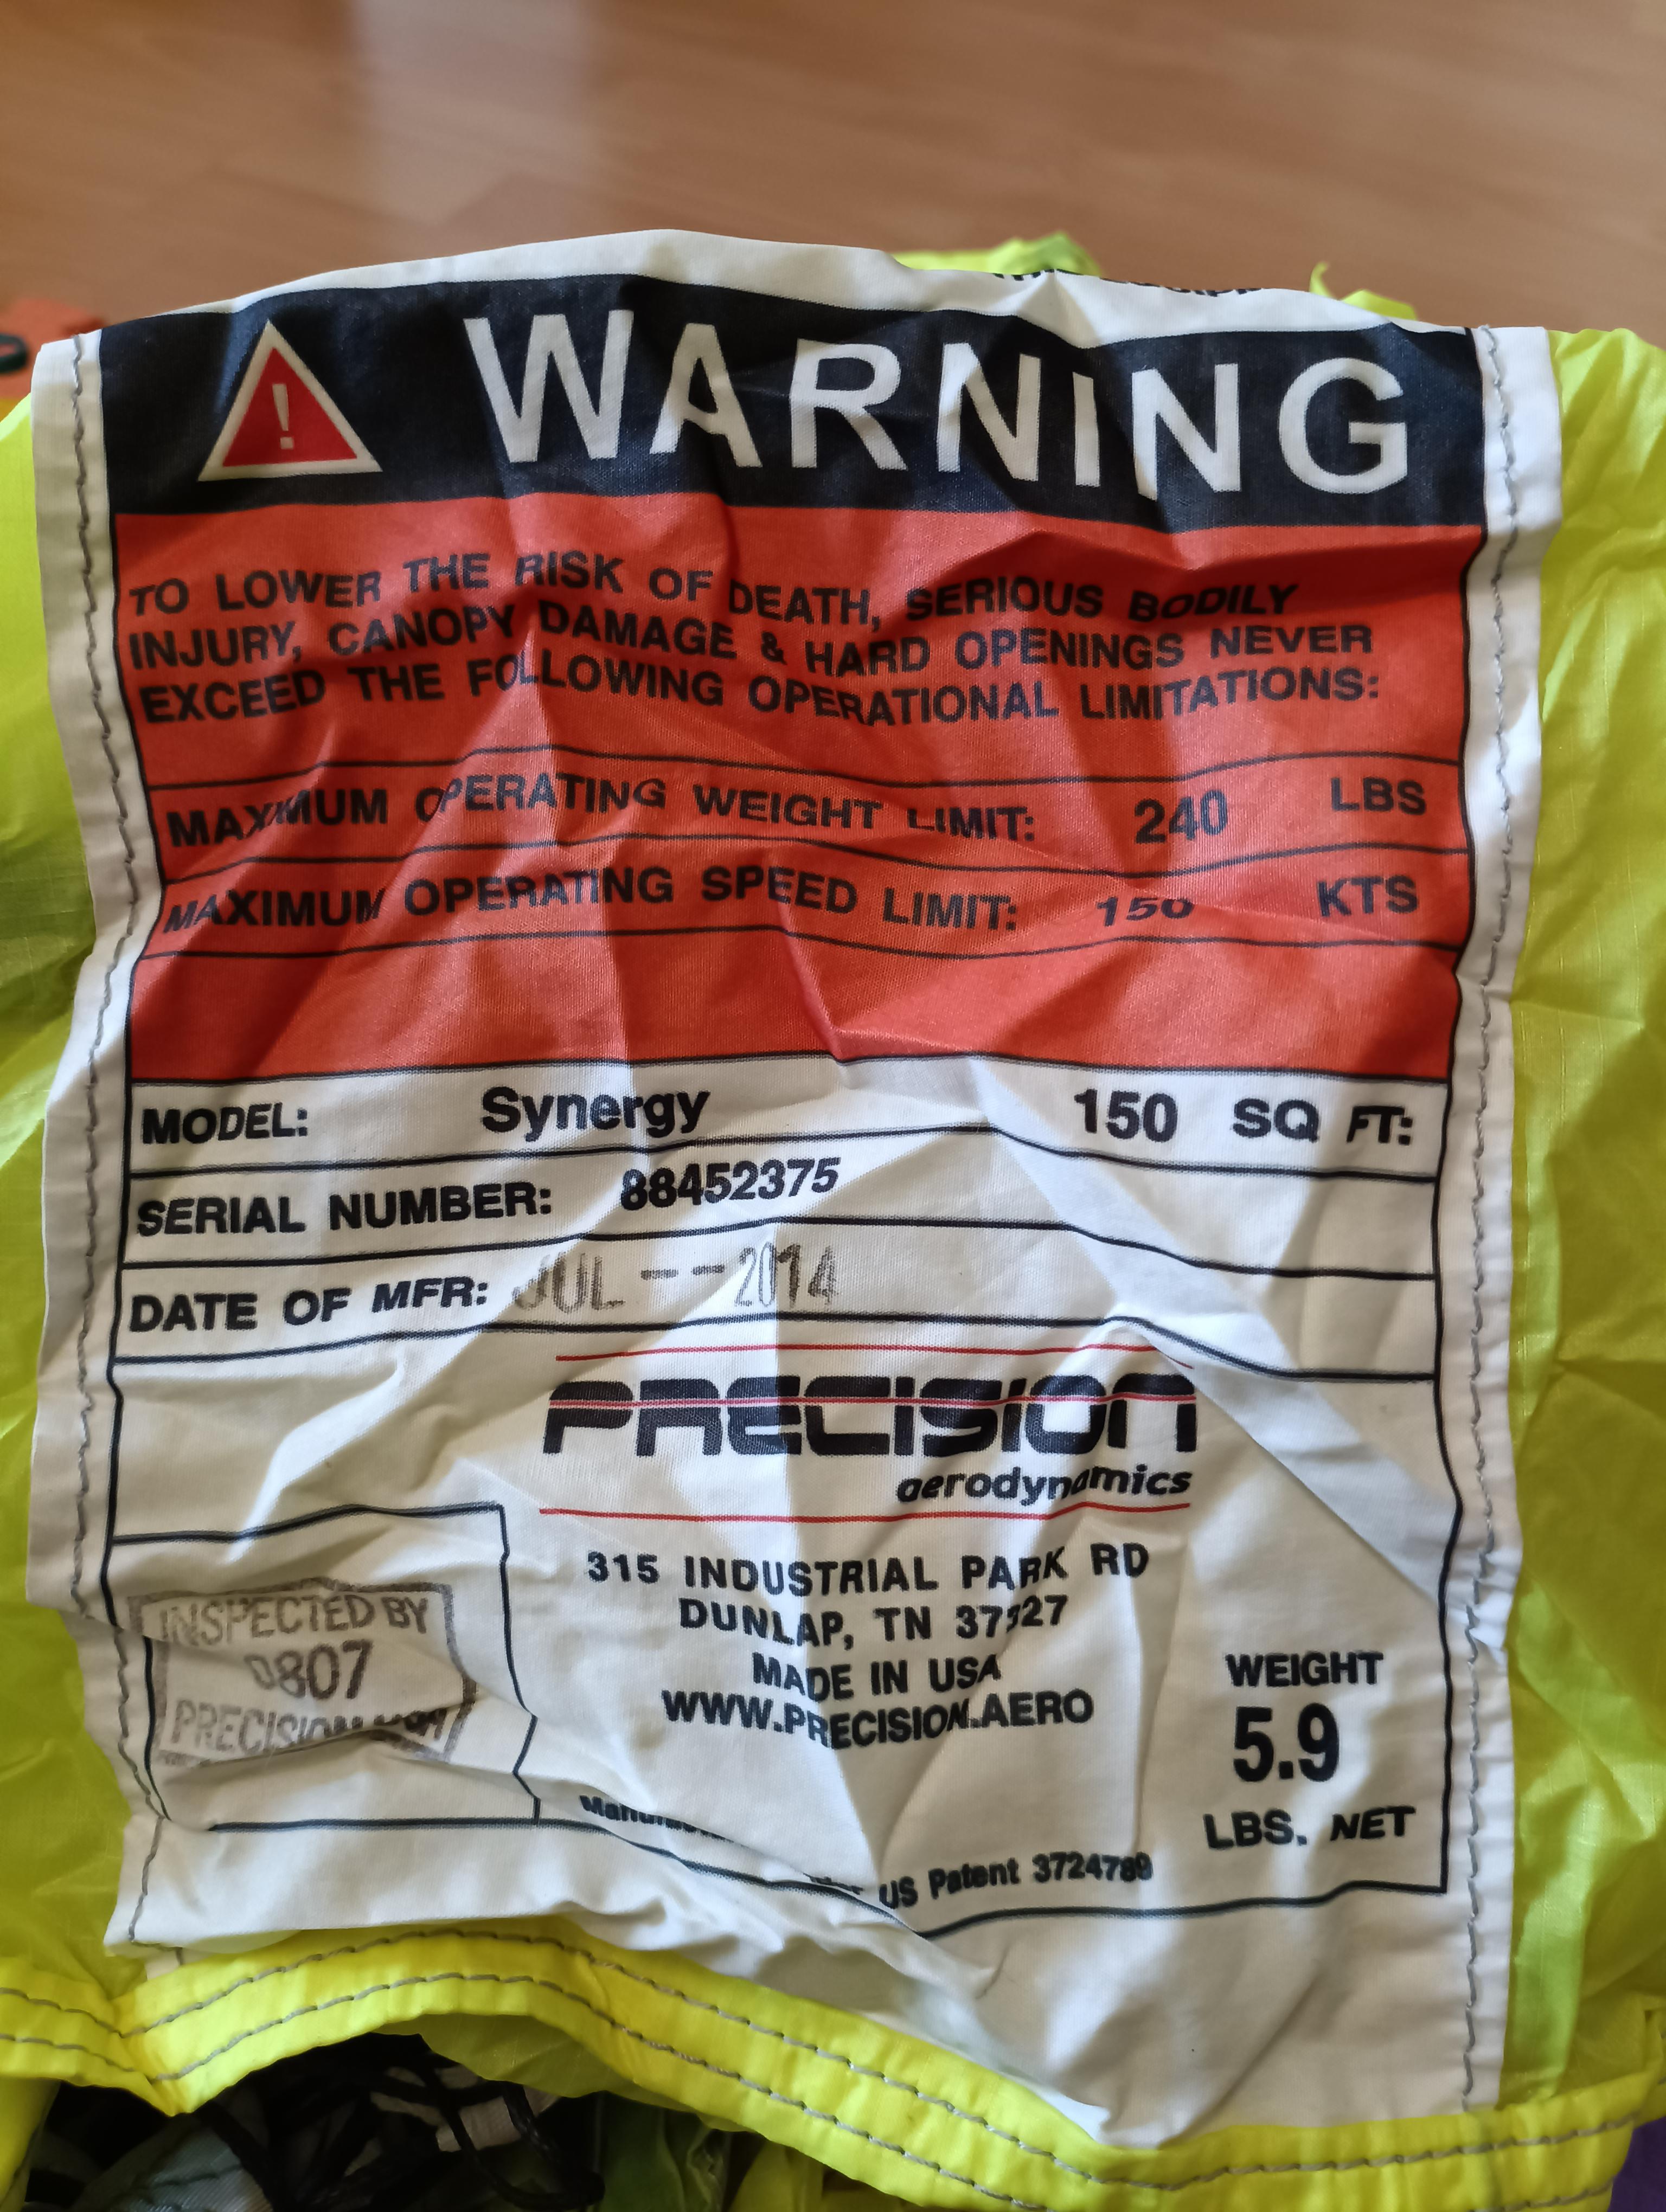 ! WARNING
TO LOWER THE RISK OF DEATH, SERIOUS BODILY
INJURY, CANOPY DAMAGE & HARD OPENINGS NEVER
EXCEED THE FOLLOWING OPERATIONAL LIMITATIONS:
MAXIMUM OPERATING WEIGHT LIMIT: 240 LBS
MAXIMUM OPERATING SPEED LIMIT: 150 KTS
MODEL: Synergy 150 SQ FT:
SERIAL NUMBER: 88452375
DATE OF MFR: JUL -- 2014
PRECISION
aerodynamics
315 INDUSTRIAL PARK RD
DUNLAP, TN 37327
MADE IN USA
WWW.PRECISION.AERO
INSPECTED BY
0807
PRECISION
WEIGHT
5.9
LBS. NET
US Patent 3724789